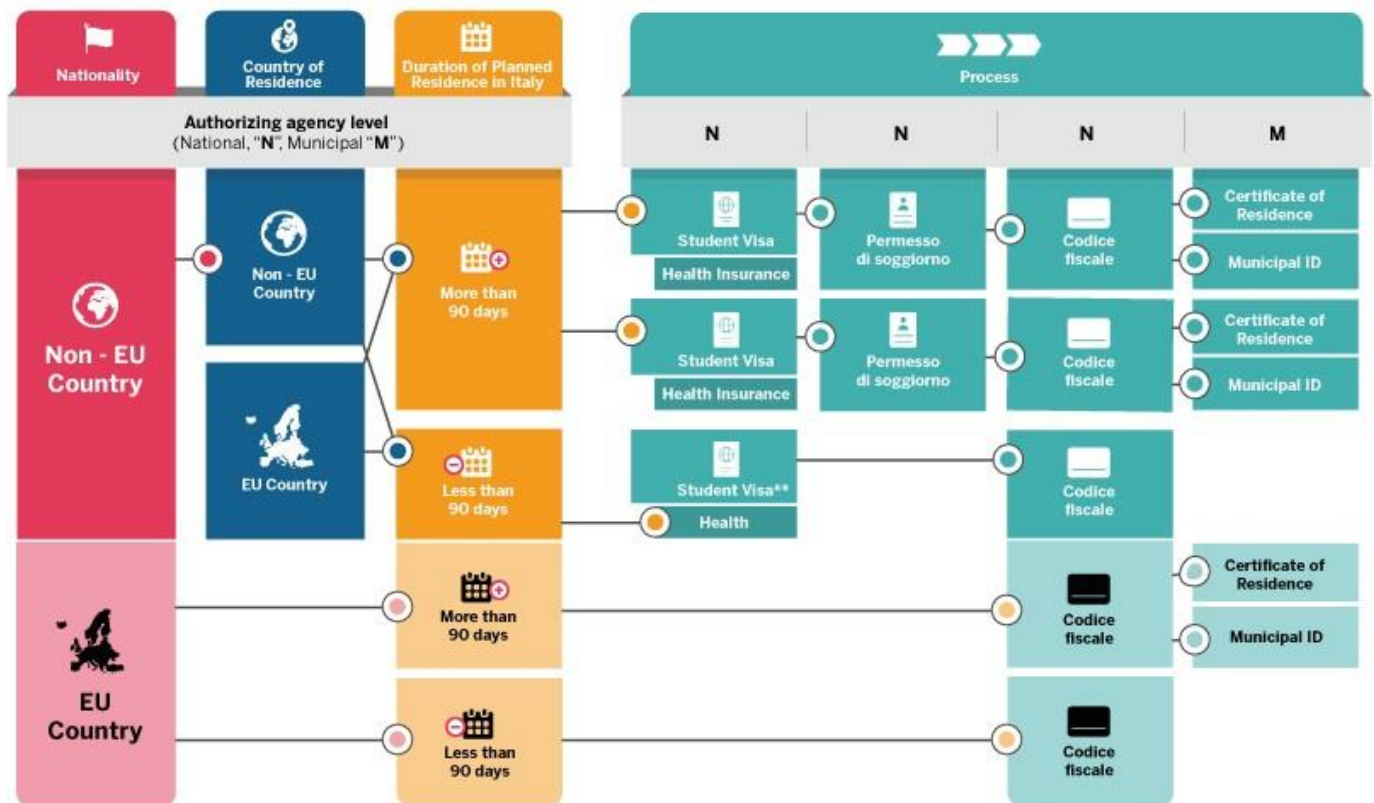 Nationality
Country of
Residence
Duration of Planned
Residence in Italy
Process
Authorizing agency level
(National, "N", Municipal "M")
N
N
N
M
Non - EU
Country
Non - EU
Country
EU Country
More than
90 days
Less than
90 days
Student Visa
Health Insurance
Permesso
di soggiorno
Codice
fiscale
Certificate of
Residence
Municipal ID
Student Visa
Health Insurance
Permesso
di soggiorno
Codice
fiscale
Certificate of
Residence
Municipal ID
Student Visa**
Health
Codice
fiscale
EU
Country
More than
90 days
Codice
fiscale
Certificate of
Residence
Municipal ID
Less than
90 days
Codice
fiscale